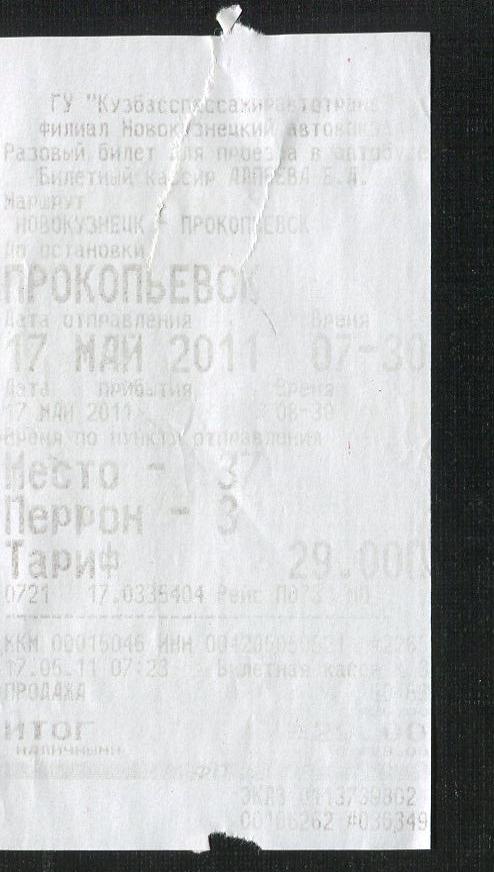 ГУ "Кузбасспассажиравтотранс"
филиал Новокузнецкий автовокзал
Разовый билет для проезда в автобусе
Билетный кассир Б.А.
Маршрут
НОВОКУЗНЕЦК - ПРОКОПЬЕВСК
До остановки
ПРОКОПЬЕВСК
Дата отправления Время
17 МАЙ 2011 07-30
Дата прибытия Время
17 МАЙ 2011 08-30
Время по пункту отправления
Место - 37
Перрон - 3
Тариф 29.00
0721 17.0335404 Рейс
ККМ 00015046 ИНН
17.05.11 07:23 Билетная касса
ПРОДАЖА
ИТОГ
НАЛИЧНЫМИ
ЭКЛЗ
#036349